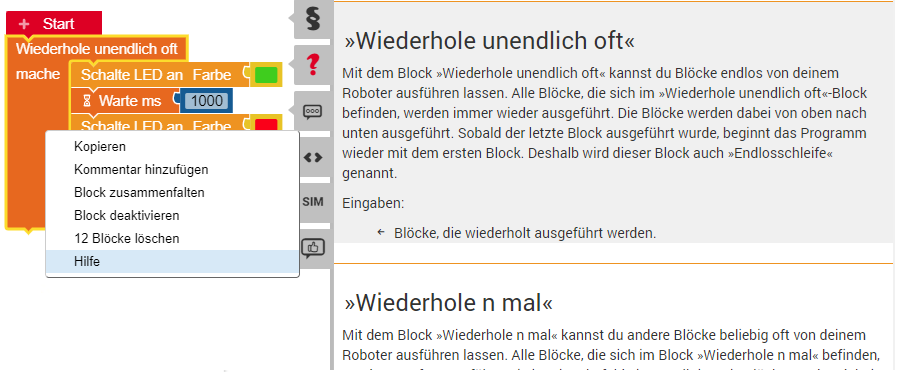 + Start
Wiederhole unendlich oft
mache
Schalte LED an Farbe
Warte ms 1000
Schalte LED an Farbe
Kopieren
Kommentar hinzufügen
Block zusammenfalten
Block deaktivieren
12 Blöcke löschen
Hilfe
§
?
<>
SIM
»Wiederhole unendlich oft«
Mit dem Block »Wiederhole unendlich oft« kannst du Blöcke endlos von deinem
Roboter ausführen lassen. Alle Blöcke, die sich im »Wiederhole unendlich oft«-Block
befinden, werden immer wieder ausgeführt. Die Blöcke werden dabei von oben nach
unten ausgeführt. Sobald der letzte Block ausgeführt wurde, beginnt das Programm
wieder mit dem ersten Block. Deshalb wird dieser Block auch »Endlosschleife«
genannt.
Eingaben:
← Blöcke, die wiederholt ausgeführt werden.
»Wiederhole n mal«
Mit dem Block »Wiederhole n mal« kannst du andere Blöcke beliebig oft von deinem
Roboter ausführen lassen. Alle Blöcke, die sich im Block »Wiederhole n mal« befinden,